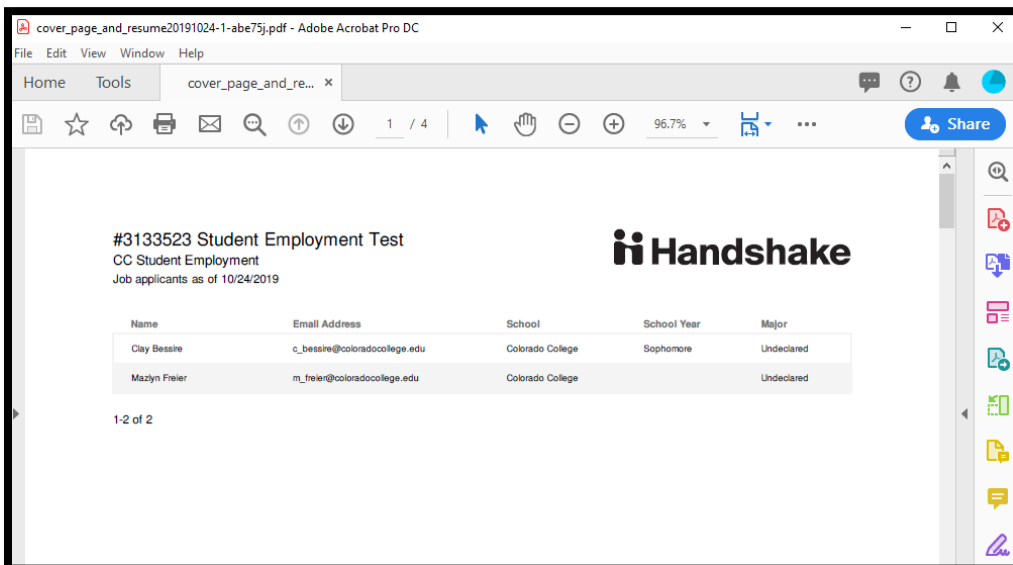 cover_page_and_resume20191024-1-abe75j.pdf - Adobe Acrobat Pro DC
File Edit View Window Help
Home Tools cover_page_and_re... ×
1 / 4 96.7% Share
#3133523 Student Employment Test
CC Student Employment
Job applicants as of 10/24/2019
Handshake
Name Email Address School School Year Major
Clay Bessire c_bessire@coloradocollege.edu Colorado College Sophomore Undeclared
Mazlyn Freier m_freier@coloradocollege.edu Colorado College Undeclared
1-2 of 2